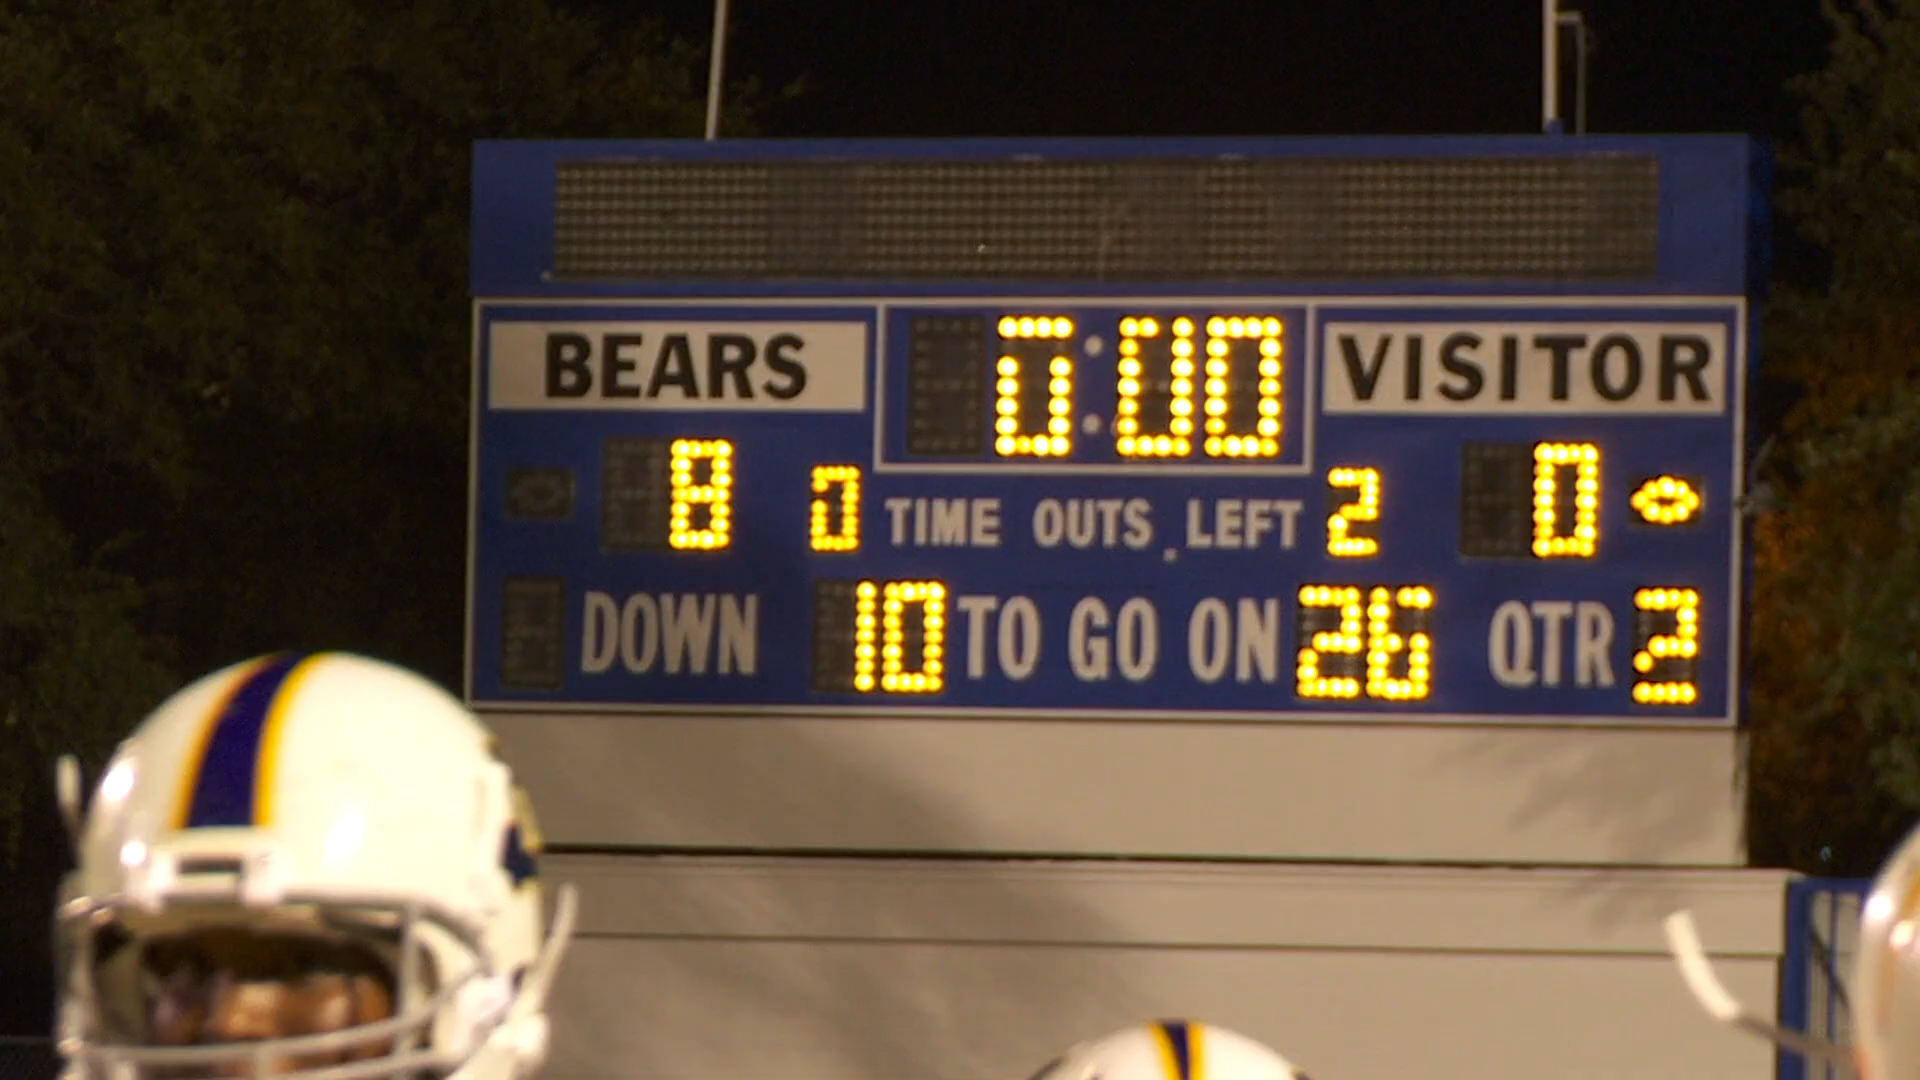 BEARS 0:00 VISITOR
8 0 TIME OUTS LEFT 2 0
DOWN 10 TO GO ON 26 QTR 2